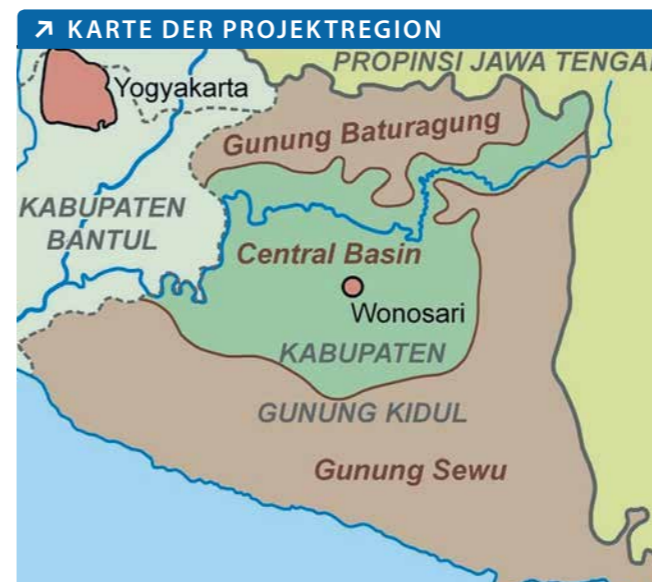 ↗ KARTE DER PROJEKTREGION
PROPINSI JAWA TENGA
Yogyakarta
Gunung Baturagung
KABUPATEN
BANTUL
Central Basin
Wonosari
KABUPATEN
GUNUNG KIDUL
Gunung Sewu